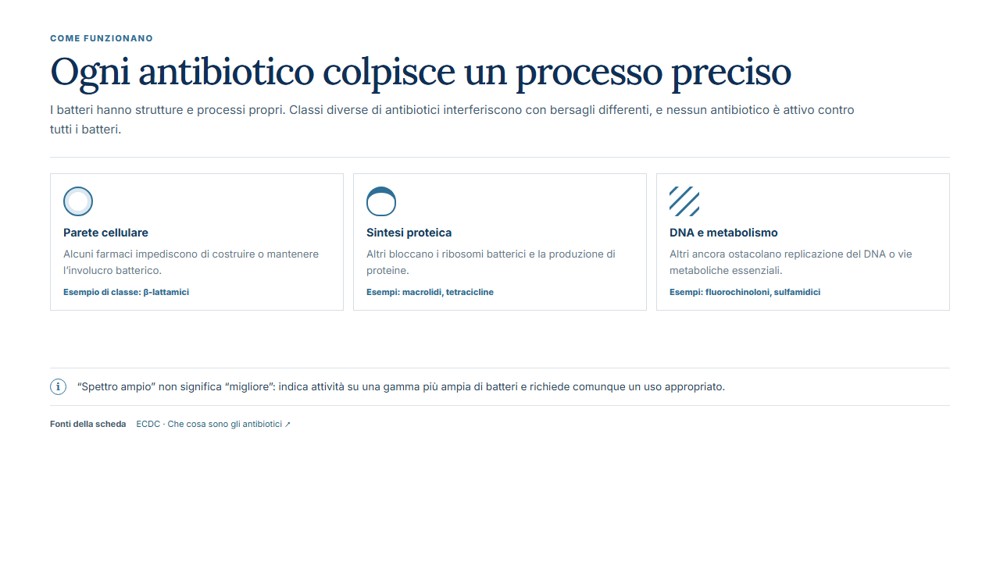 COME FUNZIONANO
Ogni antibiotico colpisce un processo preciso
I batteri hanno strutture e processi propri. Classi diverse di antibiotici interferiscono con bersagli differenti, e nessun antibiotico è attivo contro
tutti i batteri.
Parete cellulare
Alcuni farmaci impediscono di costruire o mantenere
l’involucro batterico.
Esempio di classe: β-lattamici
Sintesi proteica
Altri bloccano i ribosomi batterici e la produzione di
proteine.
Esempi: macrolidi, tetracicline
DNA e metabolismo
Altri ancora ostacolano replicazione del DNA o vie
metaboliche essenziali.
Esempi: fluorochinoloni, sulfamidici
i “Spettro ampio” non significa “migliore”: indica attività su una gamma più ampia di batteri e richiede comunque un uso appropriato.
Fonti della scheda ECDC · Che cosa sono gli antibiotici ↗